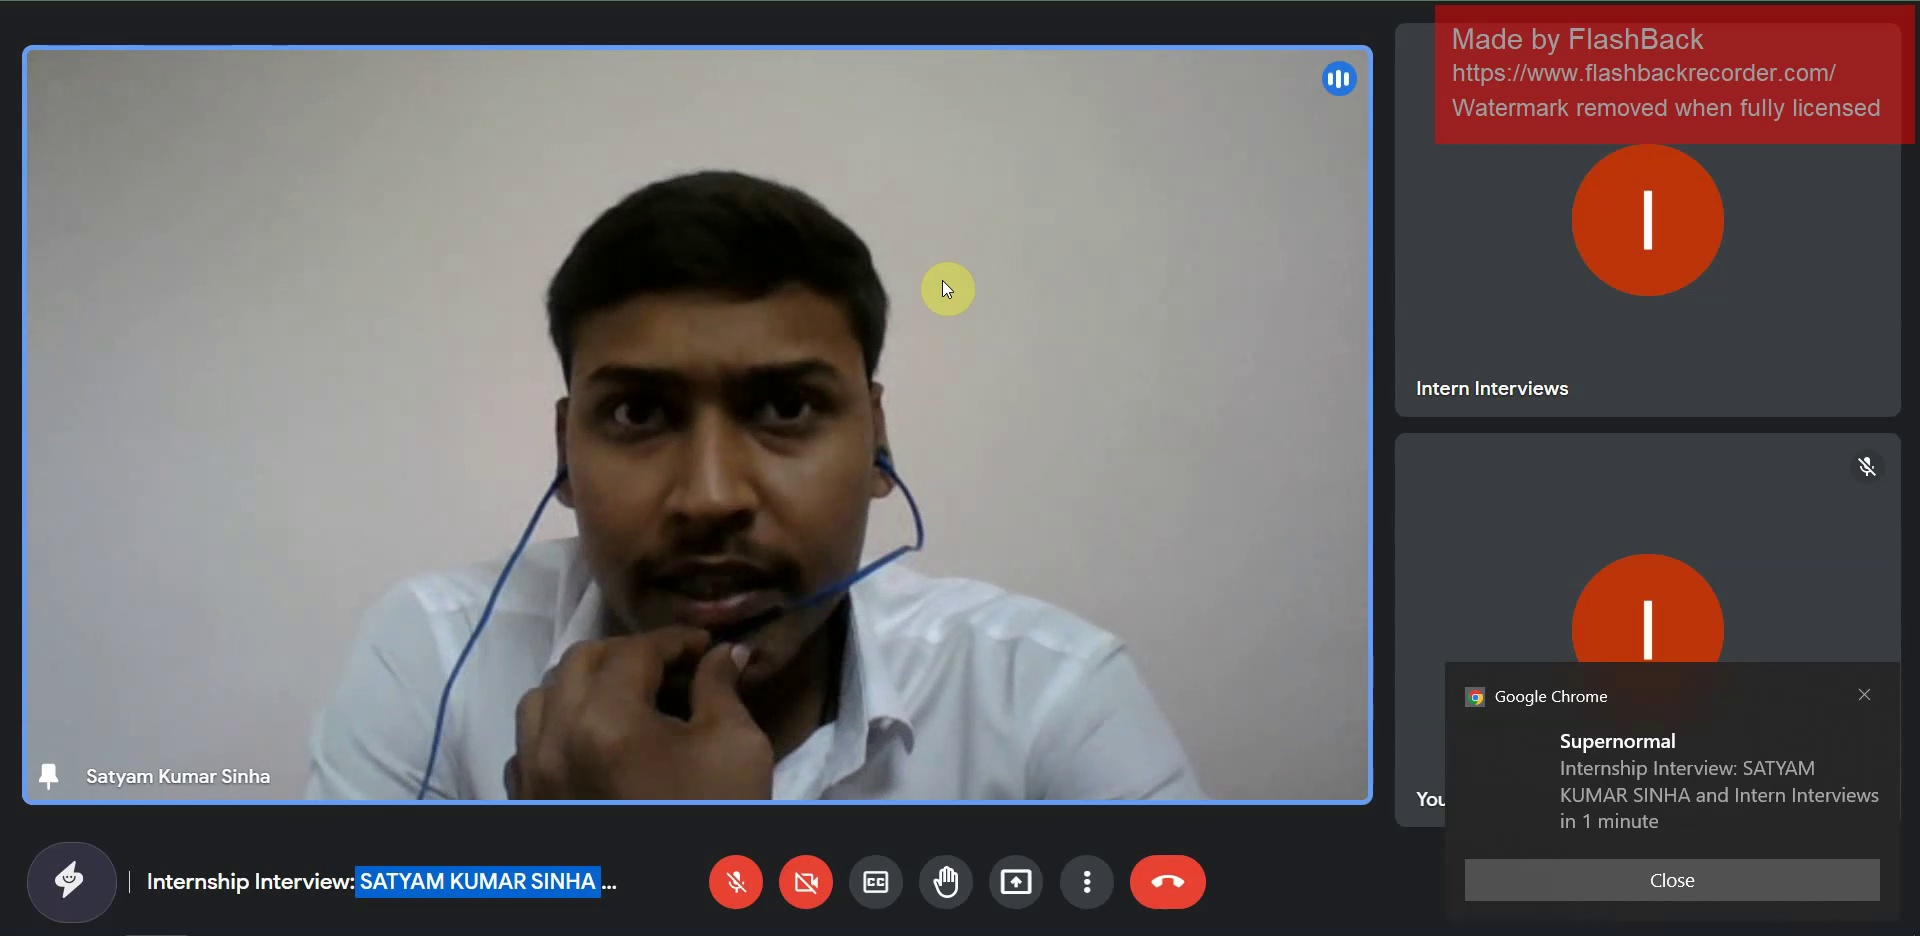 Made by FlashBack
https://www.flashbackrecorder.com/
Watermark removed when fully licensed
I
Intern Interviews
I
You
Satyam Kumar Sinha
Google Chrome
Supernormal
Internship Interview: SATYAM
KUMAR SINHA and Intern Interviews
in 1 minute
Close
Internship Interview: SATYAM KUMAR SINHA ...
CC